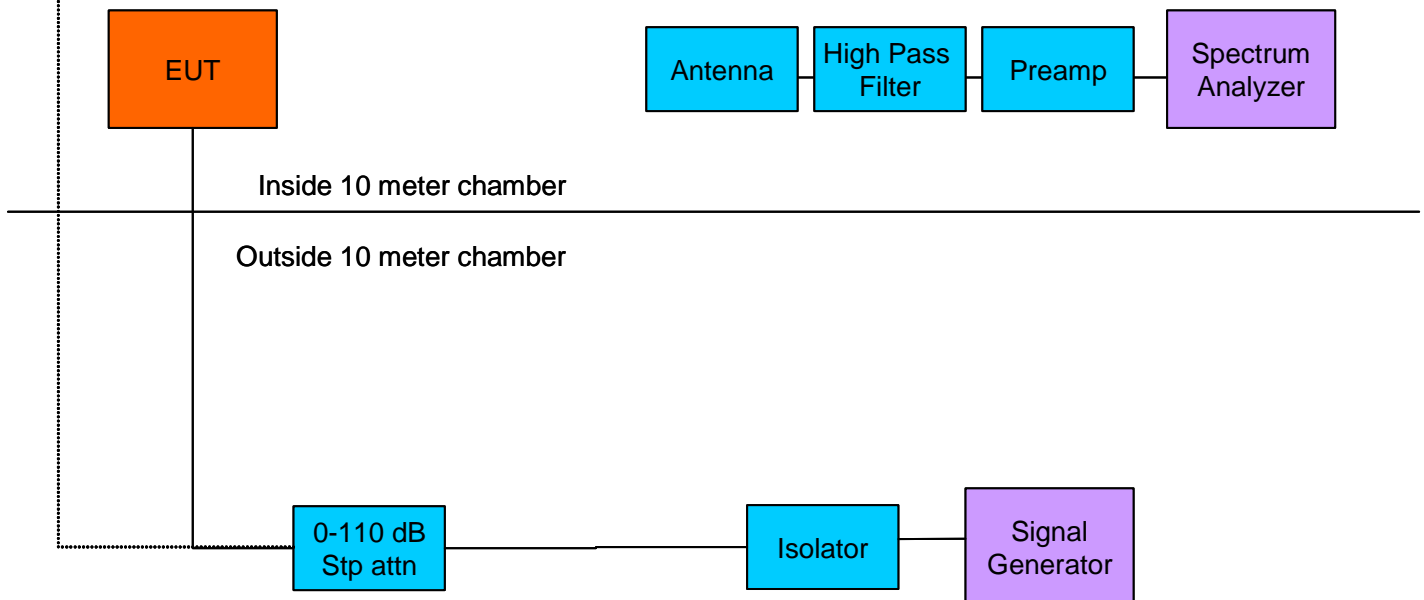 EUT
Antenna
High Pass
Filter
Preamp
Spectrum
Analyzer
Inside 10 meter chamber
Outside 10 meter chamber
0-110 dB
Stp attn
Isolator
Signal
Generator